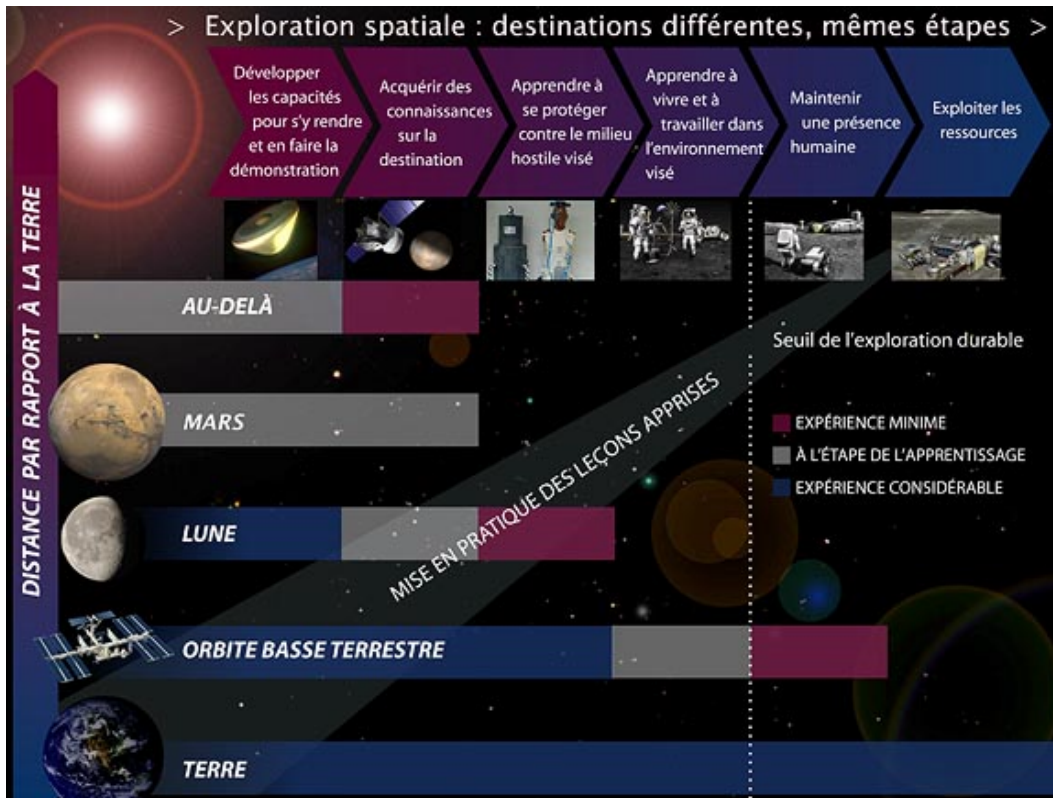 > Exploration spatiale : destinations différentes, mêmes étapes >
Développer
les capacités
pour s'y rendre
et en faire la
démonstration
Acquérir des
connaissances
sur la
destination
Apprendre à
se protéger
contre le milieu
hostile visé
Apprendre à
vivre et à
travailler dans
l'environnement
visé
Maintenir
une présence
humaine
Exploiter les
ressources
DISTANCE PAR RAPPORT À LA TERRE
AU-DELÀ
Seuil de l'exploration durable
MARS
MISE EN PRATIQUE DES LEÇONS APPRISES
EXPÉRIENCE MINIME
À L'ÉTAPE DE L'APPRENTISSAGE
EXPÉRIENCE CONSIDÉRABLE
LUNE
ORBITE BASSE TERRESTRE
TERRE